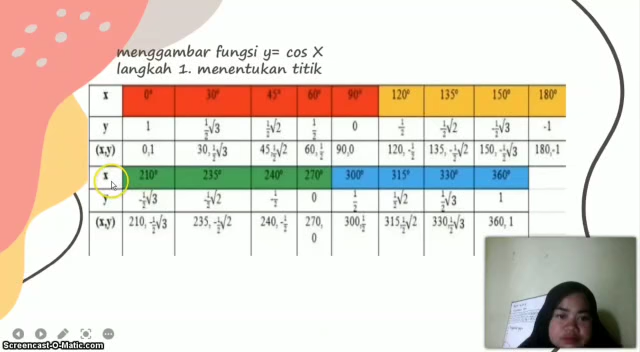 menggambar fungsi y= cos X
langkah 1. menentukan titik
x 0° 30° 45° 60° 90° 120° 135° 150° 180°
y 1 ½√3 ½√2 ½ 0 ½ ½√2 ½√3 -1
(x,y) 0,1 30,½√3 45,½√2 60,½ 90,0 120,-½ 135,-½√2 150,-½√3 180,-1
x 210° 235° 240° 270° 300° 315° 330° 360°
y -½√3 ½√2 -½ 0 ½ ½√2 ½√3 1
(x,y) 210,-½√3 235,-½√2 240,-½ 270, 300,½ 315,½√2 330,½√3 360, 1
0
Screencast-O-Matic.com